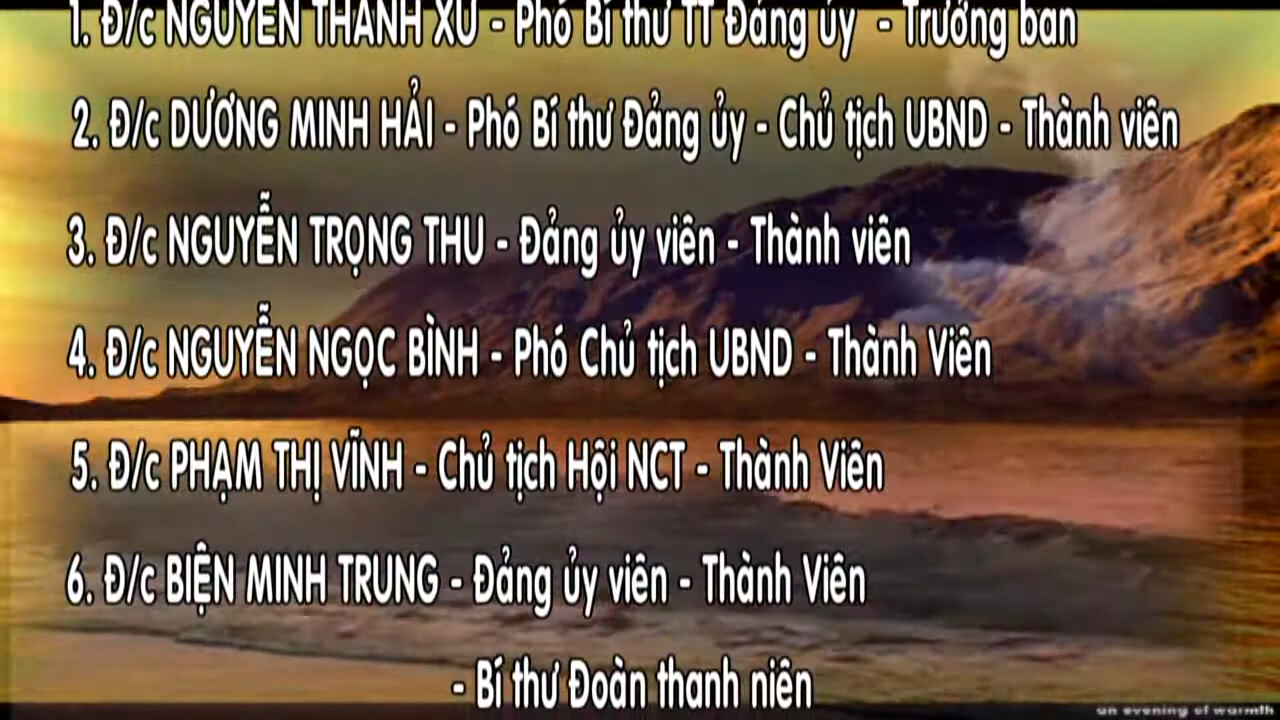 1. Đ/c NGUYỄN THANH XỨ - Phó Bí thư TT Đảng ủy - Trưởng ban
2. Đ/c DƯƠNG MINH HẢI - Phó Bí thư Đảng ủy - Chủ tịch UBND - Thành viên
3. Đ/c NGUYỄN TRỌNG THU - Đảng ủy viên - Thành viên
4. Đ/c NGUYỄN NGỌC BÌNH - Phó Chủ tịch UBND - Thành Viên
5. Đ/c PHẠM THỊ VĨNH - Chủ tịch Hội NCT - Thành Viên
6. Đ/c BIỆN MINH TRUNG - Đảng ủy viên - Thành Viên
- Bí thư Đoàn thanh niên
an evening of warmth